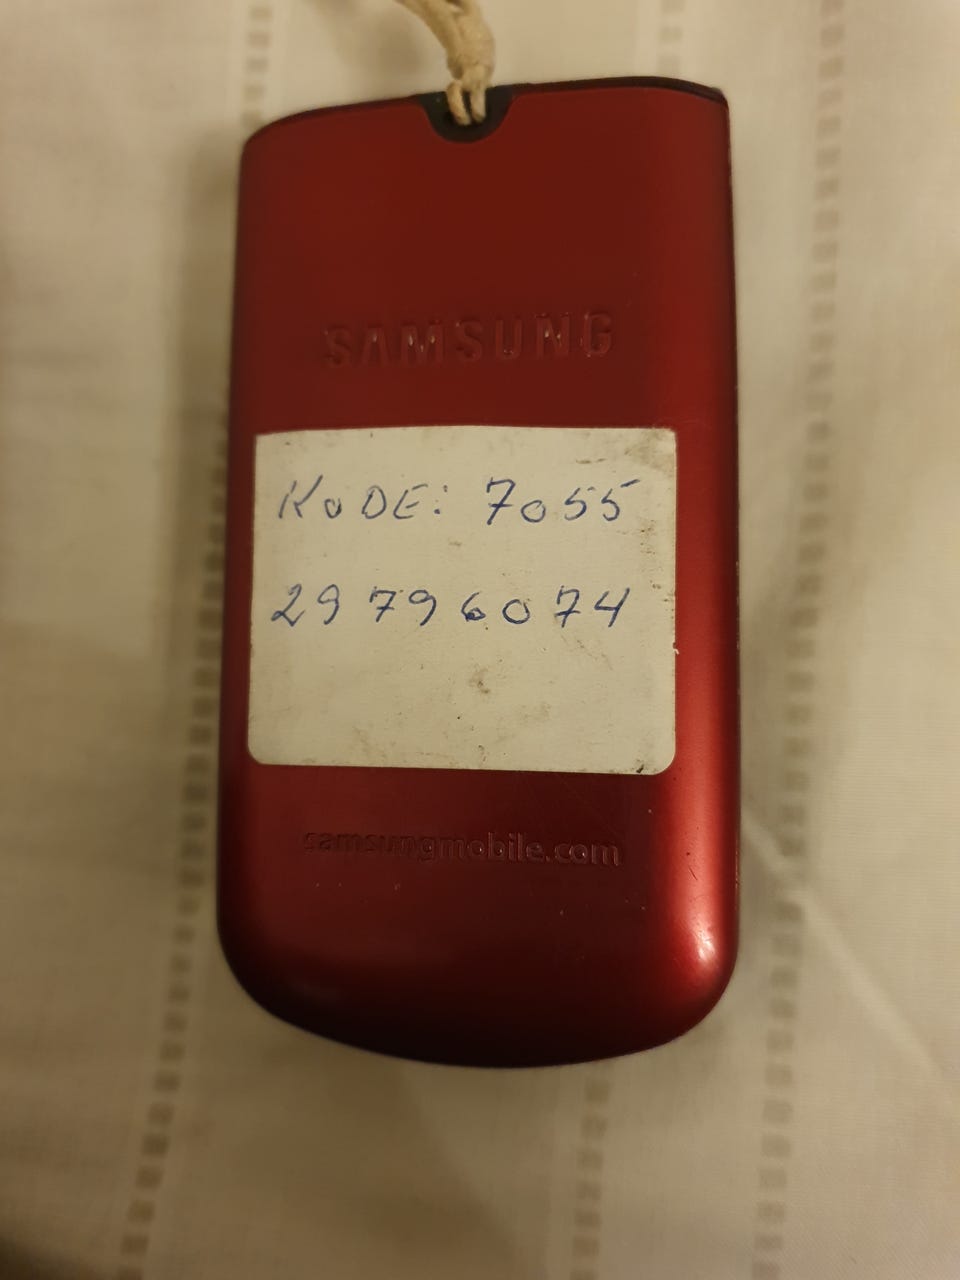 SAMSUNG
KODE: 7055
29796074
samsungmobile.com